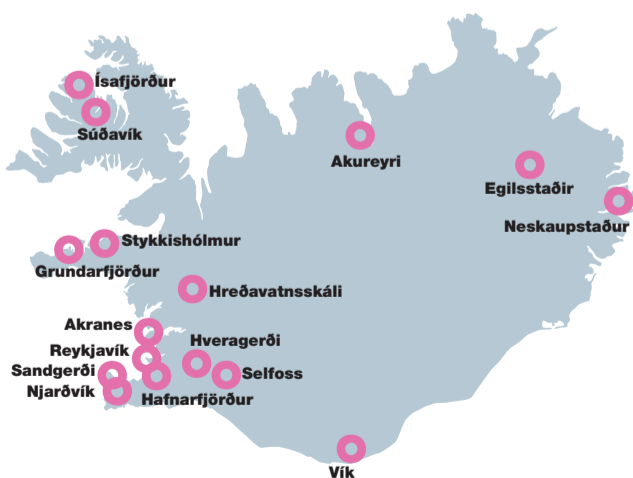 Ísafjörður
Súðavík
Akureyri
Egilsstaðir
Neskaupstaður
Stykkishólmur
Grundarfjörður
Hreðavatnsskáli
Akranes
Hveragerði
Reykjavík
Sandgerði
Selfoss
Njarðvík
Hafnarfjörður
Vík